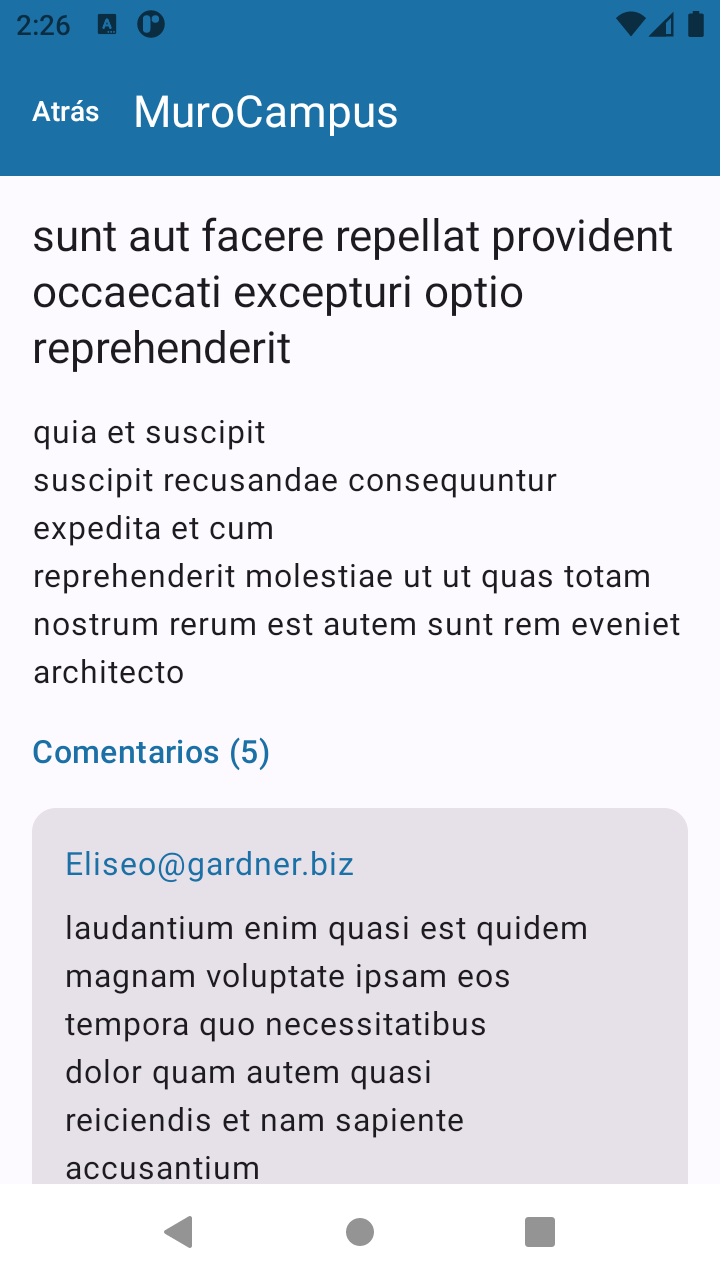 2:26
Atrás MuroCampus
sunt aut facere repellat provident
occaecati excepturi optio
reprehenderit
quia et suscipit
suscipit recusandae consequuntur
expedita et cum
reprehenderit molestiae ut ut quas totam
nostrum rerum est autem sunt rem eveniet
architecto
Comentarios (5)
Eliseo@gardner.biz
laudantium enim quasi est quidem
magnam voluptate ipsam eos
tempora quo necessitatibus
dolor quam autem quasi
reiciendis et nam sapiente
accusantium